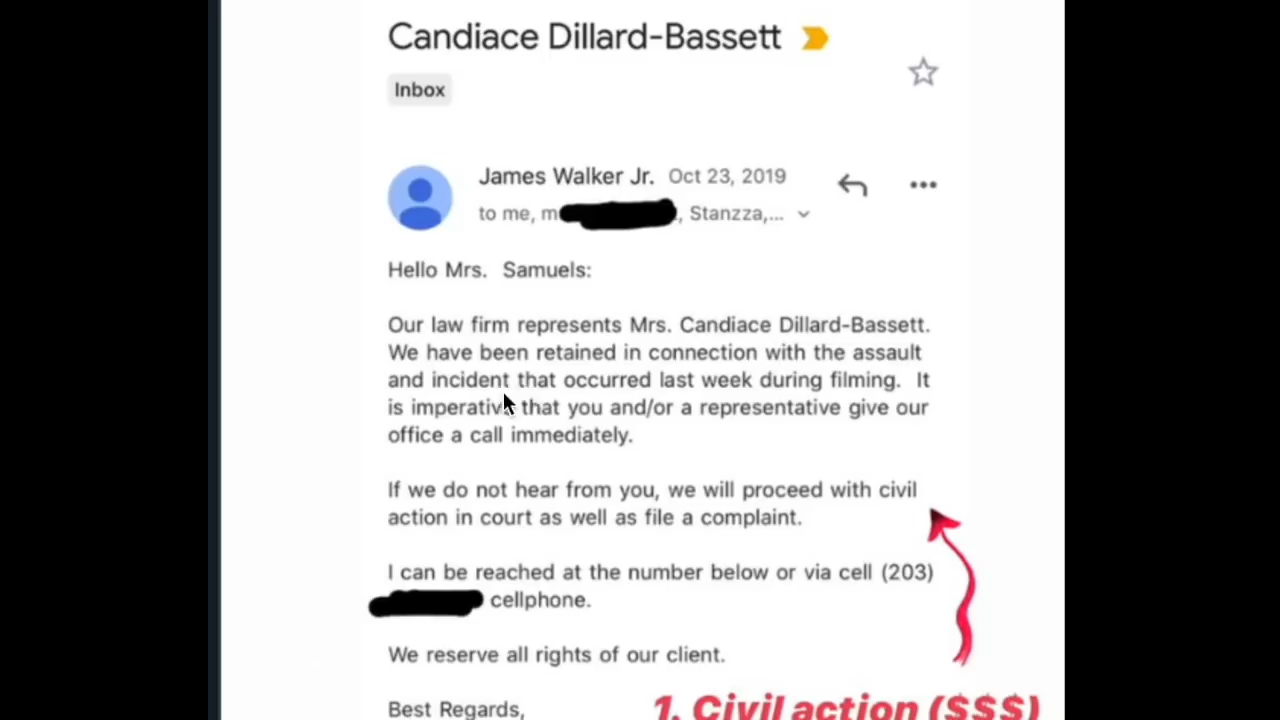 Candiace Dillard-Bassett
Inbox
James Walker Jr. Oct 23, 2019
to me, m , Stanzza,...
Hello Mrs. Samuels:
Our law firm represents Mrs. Candiace Dillard-Bassett.
We have been retained in connection with the assault
and incident that occurred last week during filming. It
is imperative that you and/or a representative give our
office a call immediately.
If we do not hear from you, we will proceed with civil
action in court as well as file a complaint.
I can be reached at the number below or via cell (203)
cellphone.
We reserve all rights of our client.
Best Regards,
1. Civil action ($$$)